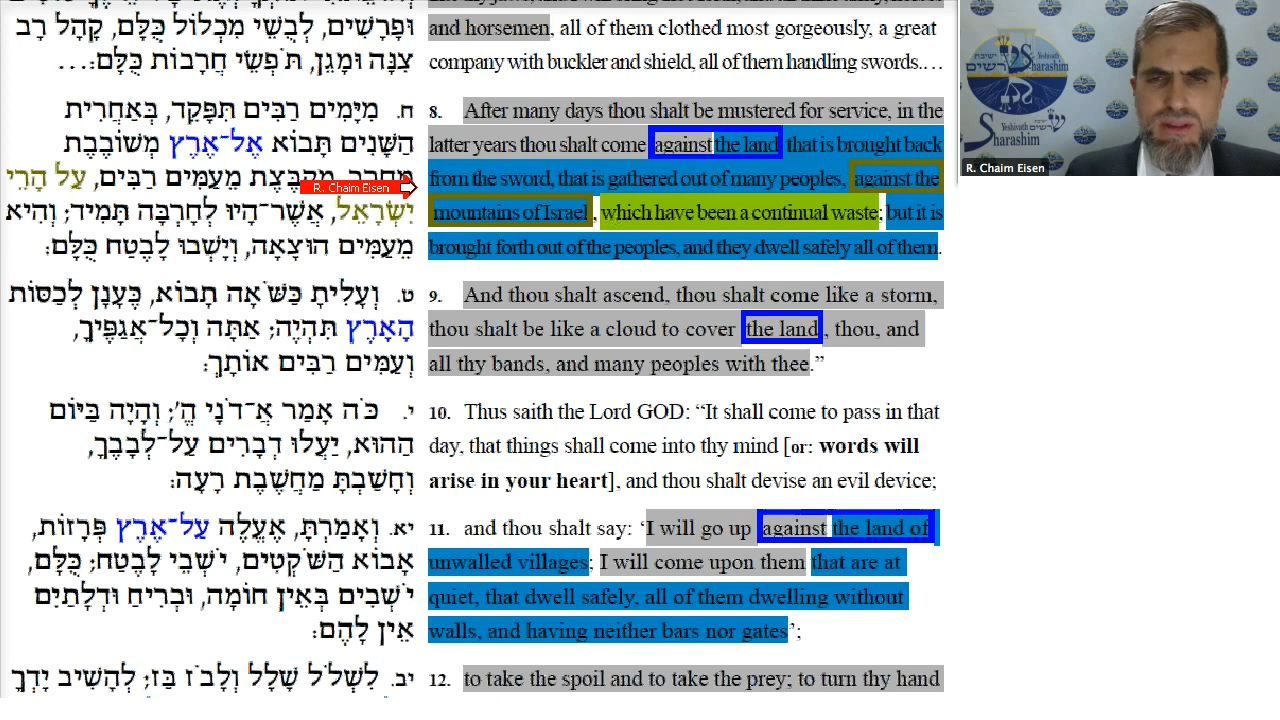 וּפָרָשִׁים, לְבֻשֵׁי מִכְלוֹל כֻּלָּם, קָהָל רָב
צִנָּה וּמָגֵן, תֹּפְשֵׂי חֲרָבוֹת כֻּלָּם:...
ח. מִיָּמִים רַבִּים תִּפָּקֵד, בְּאַחֲרִית
הַשָּׁנִים תָּבוֹא אֶל־אֶרֶץ מְשׁוֹבֶבֶת
מֵחֶרֶב, מְקֻבֶּצֶת מֵעַמִּים רַבִּים, עַל הָרֵי
יִשְׂרָאֵל, אֲשֶׁר־הָיוּ לְחָרְבָּה תָּמִיד; וְהִיא
מֵעַמִּים הוּצָאָה, וְיָשְׁבוּ לָבֶטַח כֻּלָּם:
ט. וְעָלִיתָ כַּשֹּׁאָה תָבוֹא, כֶּעָנָן לְכַסּוֹת
הָאָרֶץ תִּהְיֶה; אַתָּה וְכָל־אֲגַפֶּיךָ,
וְעַמִּים רַבִּים אוֹתָךְ:
י. כֹּה אָמַר אֲ־דֹנָי ה'; וְהָיָה בַּיּוֹם
הַהוּא, יַעֲלוּ דְבָרִים עַל־לְבָבֶךָ,
וְחָשַׁבְתָּ מַחֲשֶׁבֶת רָעָה:
יא. וְאָמַרְתָּ, אֶעֱלֶה עַל־אֶרֶץ פְּרָזוֹת,
אָבוֹא הַשֹּׁקְטִים, יֹשְׁבֵי לָבֶטַח; כֻּלָּם,
יֹשְׁבִים בְּאֵין חוֹמָה, וּבְרִיחַ וּדְלָתַיִם
אֵין לָהֶם:
יב. לִשְׁלֹל שָׁלָל וְלָבֹז בַּז; לְהָשִׁיב יָדְךָ
R. Chaim Eisen
and horsemen, all of them clothed most gorgeously, a great
company with buckler and shield, all of them handling swords.…
8. After many days thou shalt be mustered for service, in the
latter years thou shalt come against the land that is brought back
from the sword, that is gathered out of many peoples, against the
mountains of Israel, which have been a continual waste; but it is
brought forth out of the peoples, and they dwell safely all of them.
9. And thou shalt ascend, thou shalt come like a storm,
thou shalt be like a cloud to cover the land, thou, and
all thy bands, and many peoples with thee.”
10. Thus saith the Lord GOD: “It shall come to pass in that
day, that things shall come into thy mind [or: words will
arise in your heart], and thou shalt devise an evil device;
11. and thou shalt say: ‘I will go up against the land of
unwalled villages; I will come upon them that are at
quiet, that dwell safely, all of them dwelling without
walls, and having neither bars nor gates’;
12. to take the spoil and to take the prey; to turn thy hand
Yeshivath
Sharashim
ישיבת
שרשים
Yeshivath
Sharashim
R. Chaim Eisen